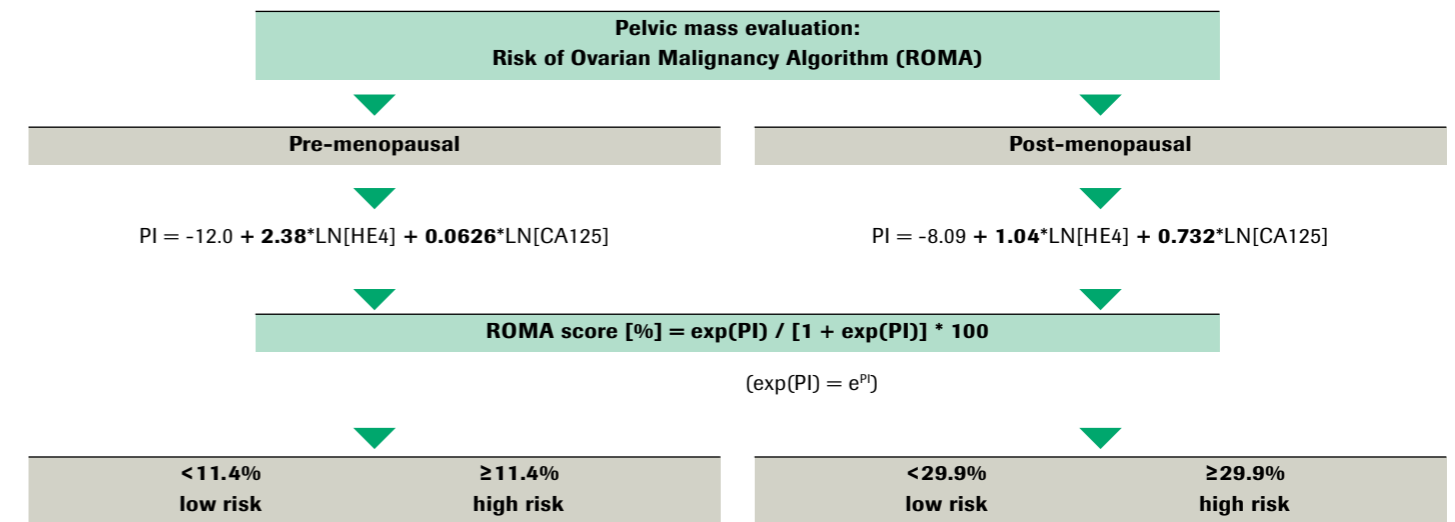 Pelvic mass evaluation:
Risk of Ovarian Malignancy Algorithm (ROMA)
Pre-menopausal
Post-menopausal
PI = -12.0 + 2.38*LN[HE4] + 0.0626*LN[CA125]
PI = -8.09 + 1.04*LN[HE4] + 0.732*LN[CA125]
ROMA score [%] = exp(PI) / [1 + exp(PI)] * 100
(exp(PI) = e^PI)
<11.4% ≥11.4%
low risk high risk
<29.9% ≥29.9%
low risk high risk